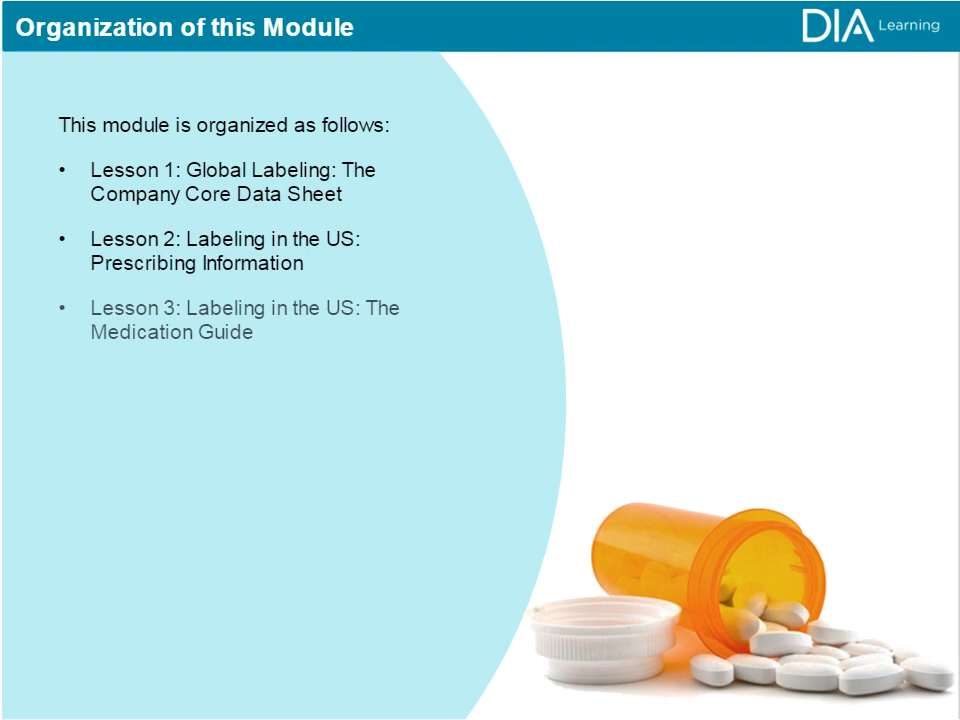 Organization of this Module
DIA Learning
This module is organized as follows:
• Lesson 1: Global Labeling: The
Company Core Data Sheet
• Lesson 2: Labeling in the US:
Prescribing Information
• Lesson 3: Labeling in the US: The
Medication Guide